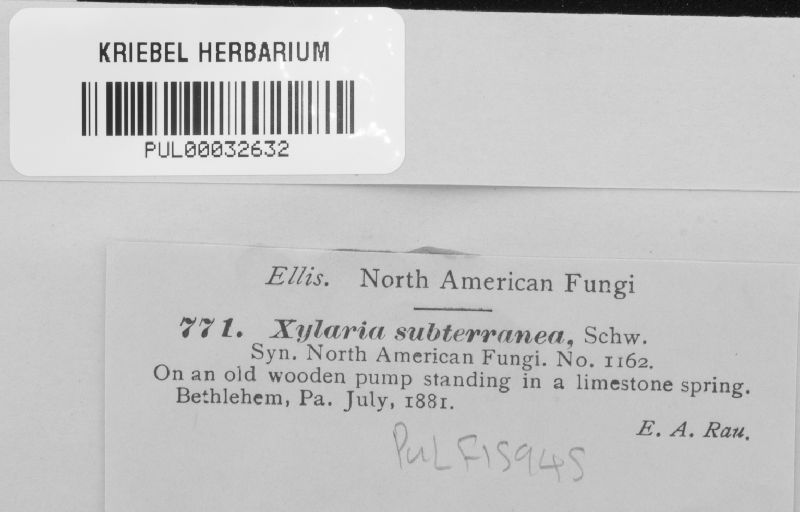 KRIEBEL HERBARIUM
PUL00032632
Ellis. North American Fungi
771. Xylaria subterranea, Schw.
Syn. North American Fungi. No. 1162.
On an old wooden pump standing in a limestone spring.
Bethlehem, Pa. July, 1881.
E. A. Rau.
PUL F15945